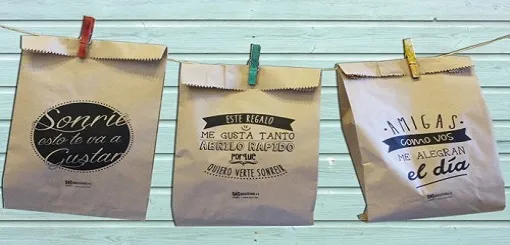 Sonríe
esto te va a
Gustar
ESTE REGALO
ME GUSTA TANTO
ABRILO RAPIDO
PORQUE
QUIERO VERTE SONREIR
AMIGAS
COMO VOS
ME ALEGRAN
el día